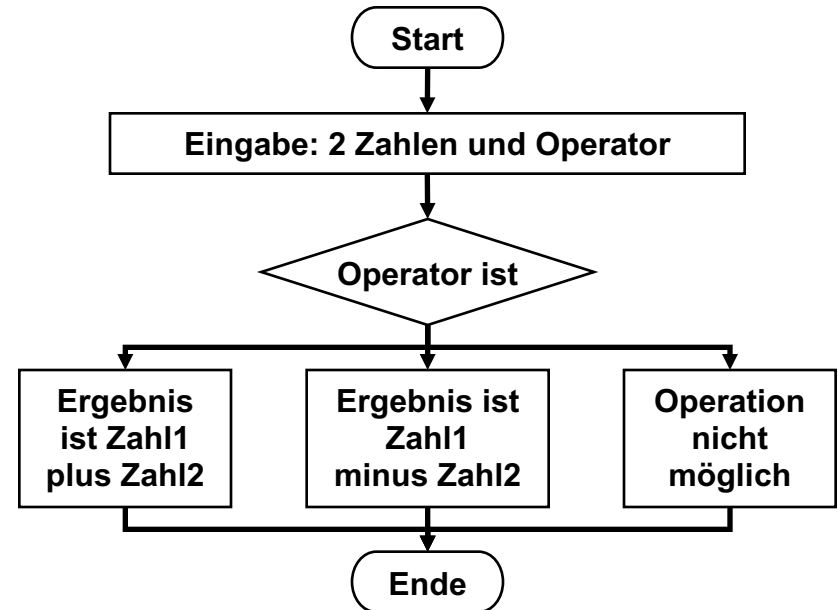 Start
Eingabe: 2 Zahlen und Operator
Operator ist
Ergebnis
ist Zahl1
plus Zahl2
Ergebnis ist
Zahl1
minus Zahl2
Operation
nicht
möglich
Ende